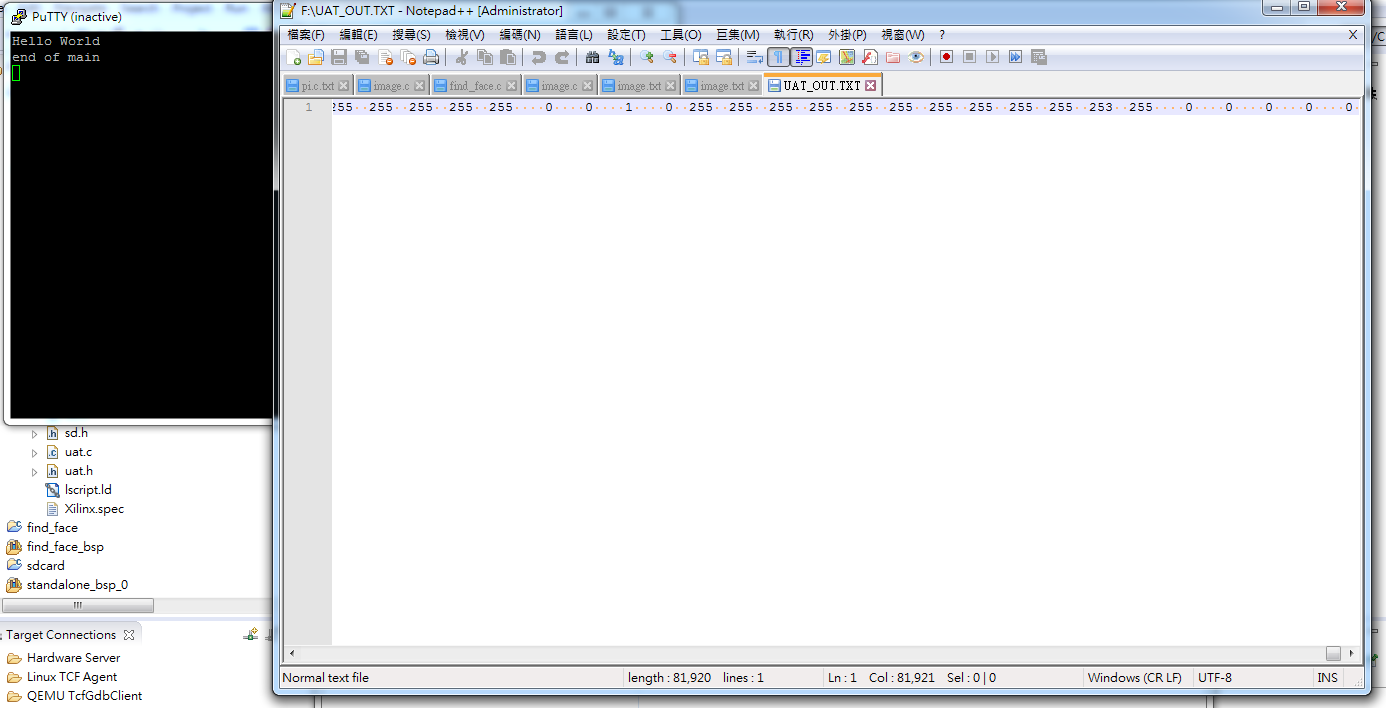 PuTTY (inactive)
Hello World
end of main
F:\UAT_OUT.TXT - Notepad++ [Administrator]
檔案(F) 編輯(E) 搜尋(S) 檢視(V) 編碼(N) 語言(L) 設定(T) 工具(O) 巨集(M) 執行(R) 外掛(P) 視窗(W) ? X
pi.c.txt image.c find_face.c image.c image.txt image.txt UAT_OUT.TXT
1 255 255 255 255 255 0 0 1 0 255 255 255 255 255 255 255 255 255 255 253 255 0 0 0 0 0
sd.h
uat.c
uat.h
lscript.ld
Xilinx.spec
find_face
find_face_bsp
sdcard
standalone_bsp_0
Target Connections
Hardware Server
Linux TCF Agent
QEMU TcfGdbClient
Normal text file length : 81,920 lines : 1 Ln : 1 Col : 81,921 Sel : 0 | 0 Windows (CR LF) UTF-8 INS